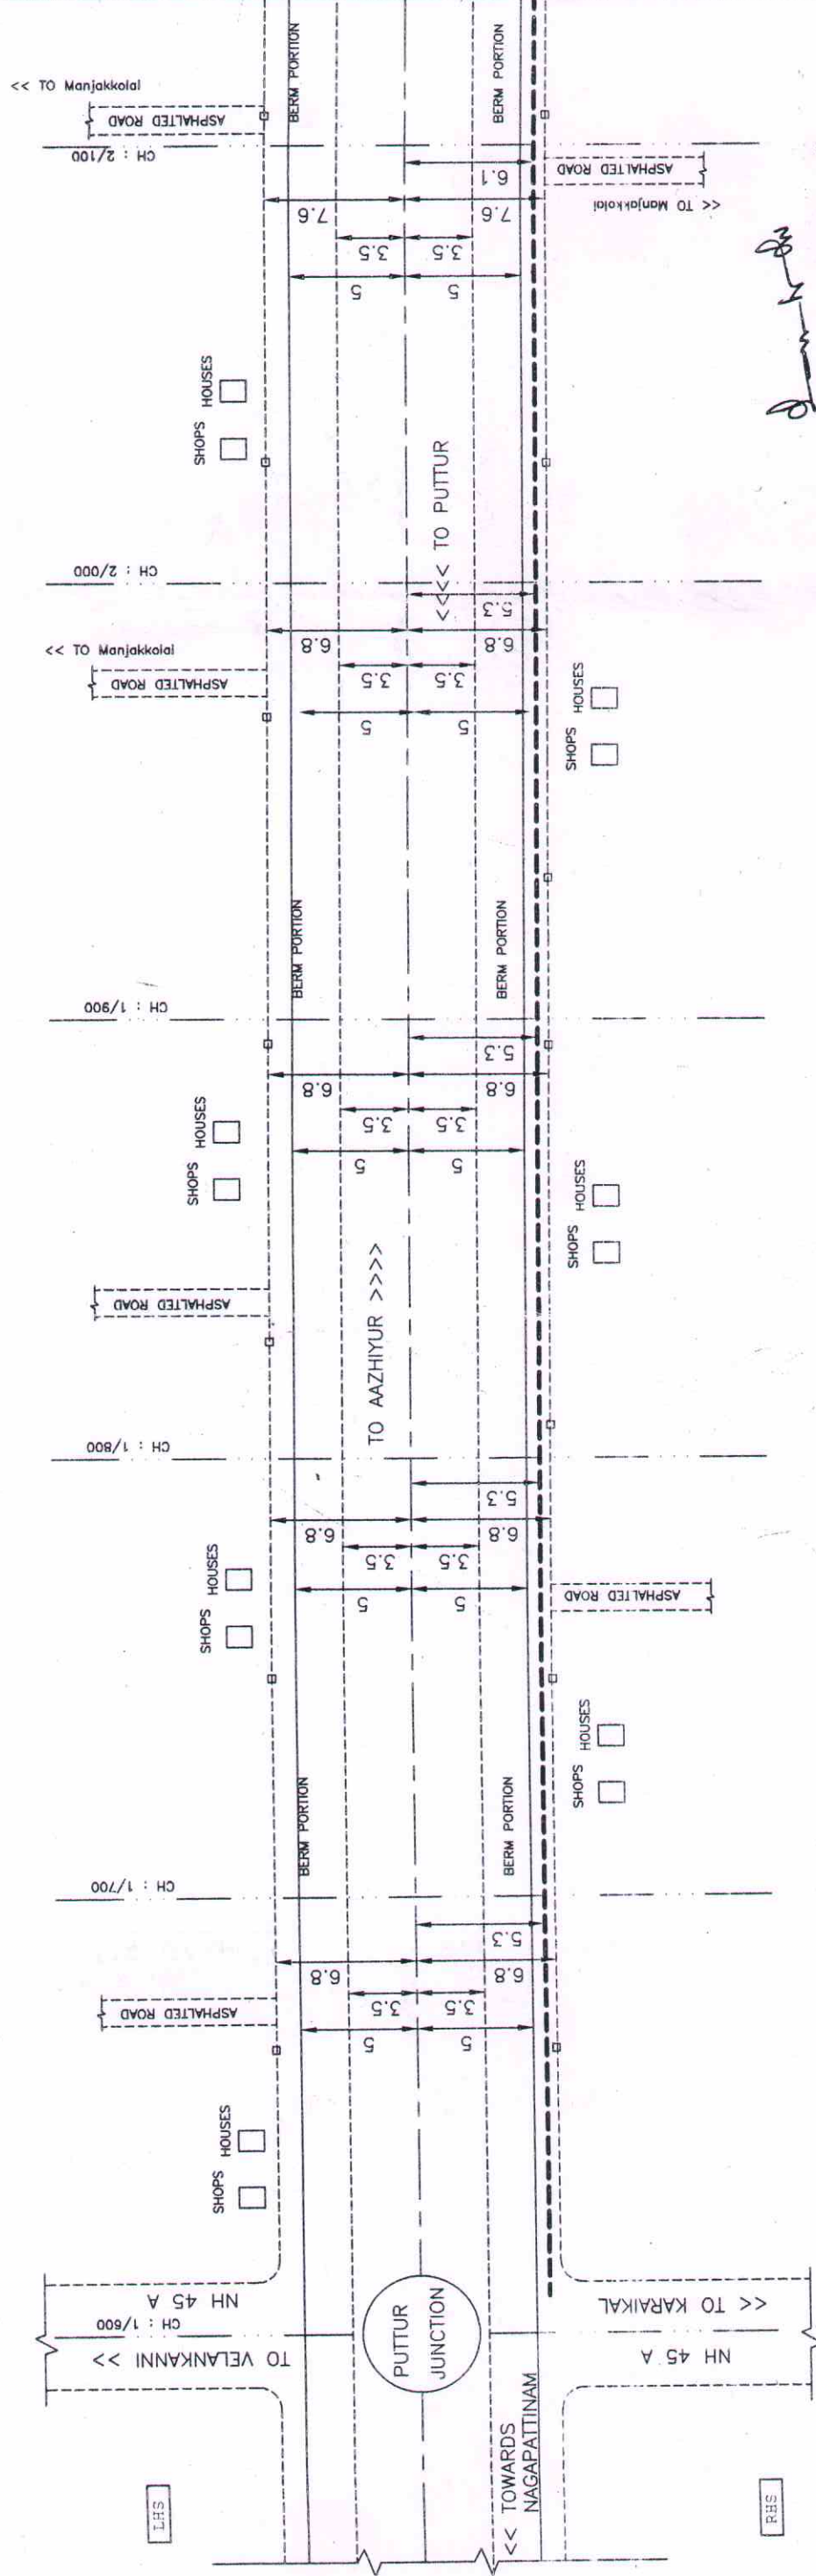 << TO Manjakkolai
ASPHALTED ROAD
CH : 2/100
BERM PORTION
BERM PORTION
6.1
ASPHALTED ROAD
<< TO Manjakkolai
7.6
7.6
3.5
3.5
5
5
SHOPS HOUSES
<<<< TO PUTTUR
CH : 2/000
5.3
<< TO Manjakkolai
ASPHALTED ROAD
6.8
6.8
3.5
3.5
5
5
SHOPS HOUSES
BERM PORTION
BERM PORTION
CH : 1/900
5.3
6.8
6.8
3.5
3.5
5
5
SHOPS HOUSES
SHOPS HOUSES
ASPHALTED ROAD
TO AAZHIYUR >>>>
CH : 1/800
5.3
6.8
6.8
3.5
3.5
5
5
SHOPS HOUSES
ASPHALTED ROAD
SHOPS HOUSES
BERM PORTION
BERM PORTION
CH : 1/700
5.3
6.8
6.8
3.5
3.5
5
5
ASPHALTED ROAD
SHOPS HOUSES
NH 45 A
CH : 1/600
TO VELANKANNI >>
PUTTUR
JUNCTION
<< TO KARAIKAL
NH 45 A
<< TOWARDS
NAGAPATTINAM
LHS
RHS